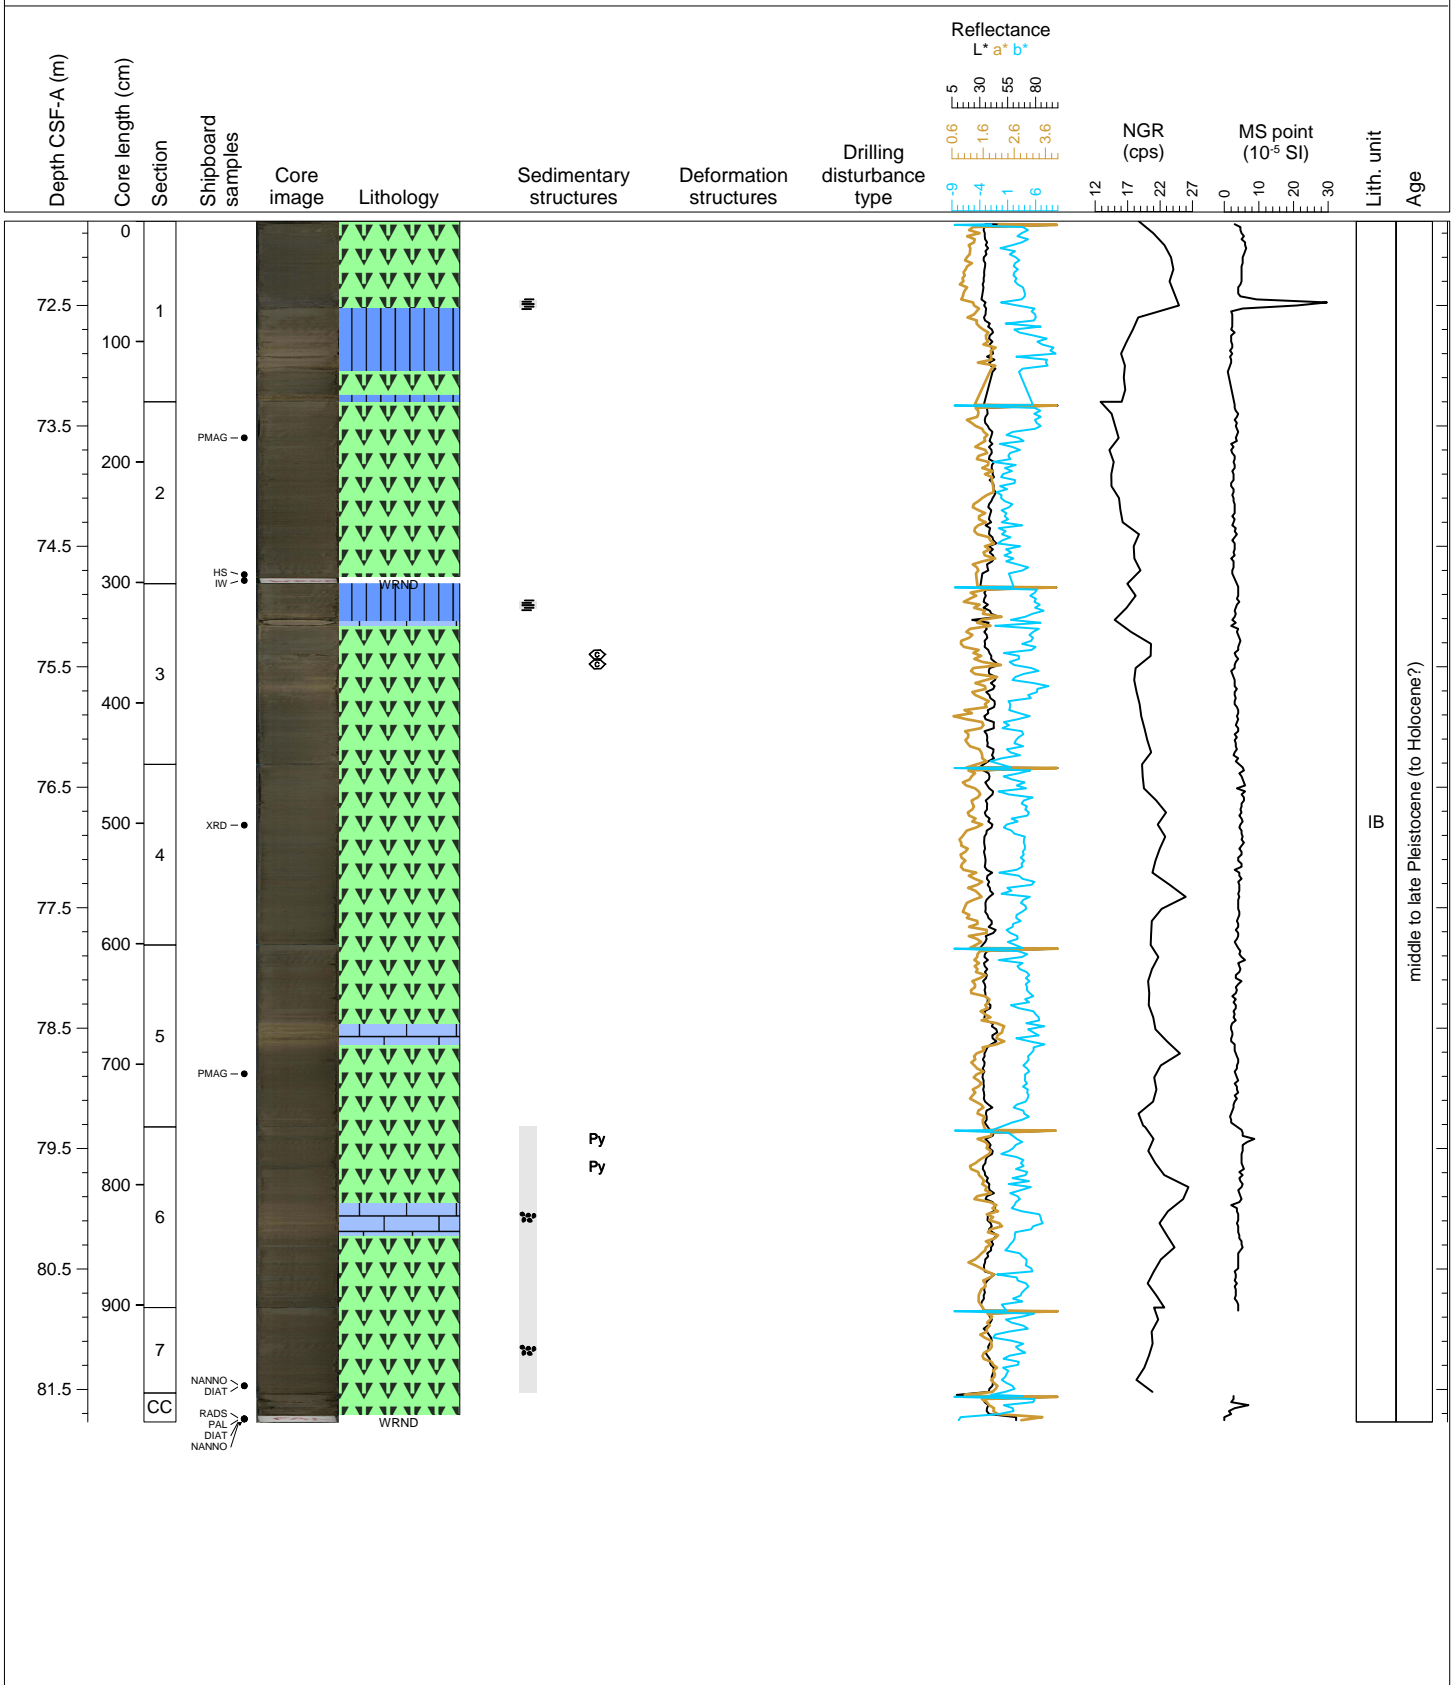 Reflectance
L* a* b*
5 30 55 80
0.6 1.6 2.6 3.6
-9 -4 1 6
Depth CSF-A (m)
Core length (cm)
Section
Shipboard
samples
Core
image
Lithology
Sedimentary
structures
Deformation
structures
Drilling
disturbance
type
NGR
(cps)
12 17 22 27
MS point
(10-5 SI)
0 10 20 30
Lith. unit
Age
0
72.5
1
100
73.5
PMAG
200
2
74.5
HS
IW
300
WRND
c
c
75.5
3
400
76.5
500
XRD
IB
4
77.5
600
middle to late Pleistocene (to Holocene?)
78.5
5
700
PMAG
79.5
Py
Py
800
6
80.5
900
7
81.5
NANNO
DIAT
CC
RADS
PAL
DIAT
NANNO
WRND